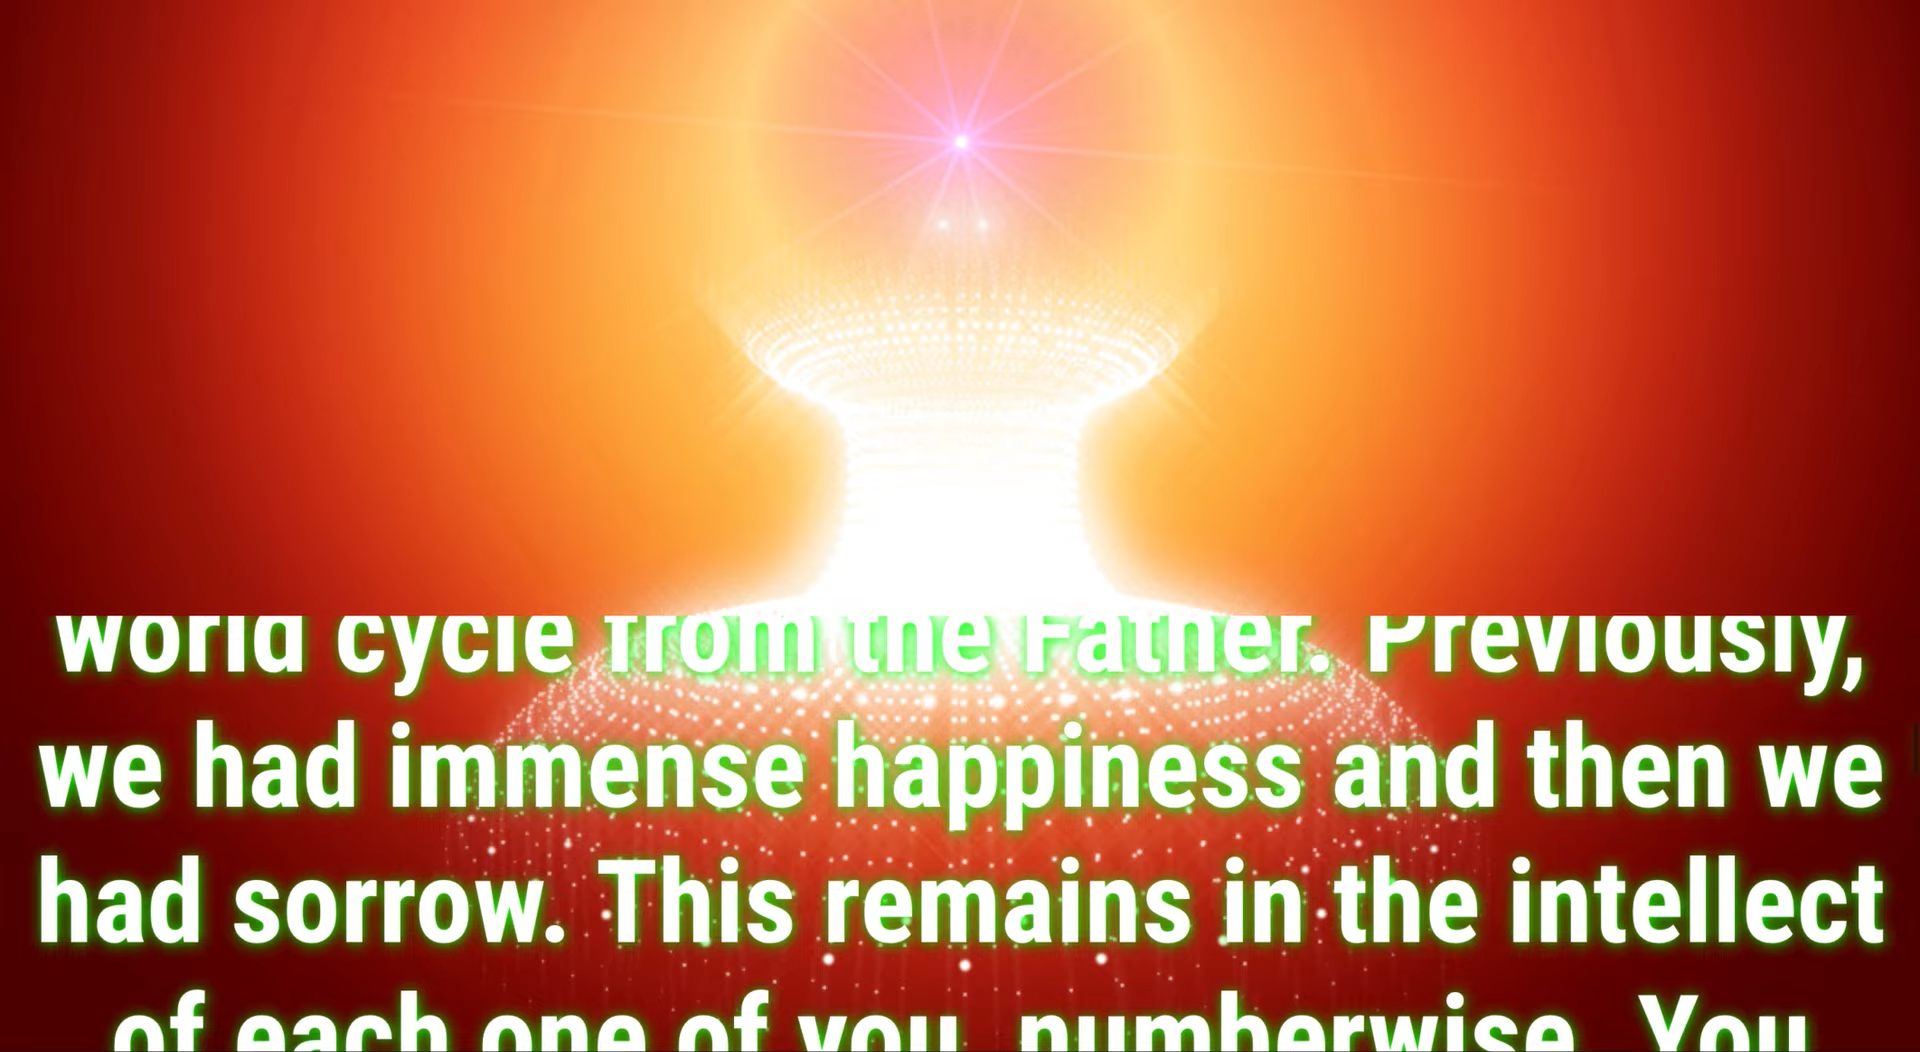 world cycle from the Father. Previously,
we had immense happiness and then we
had sorrow. This remains in the intellect
of each one of you, numberwise. You